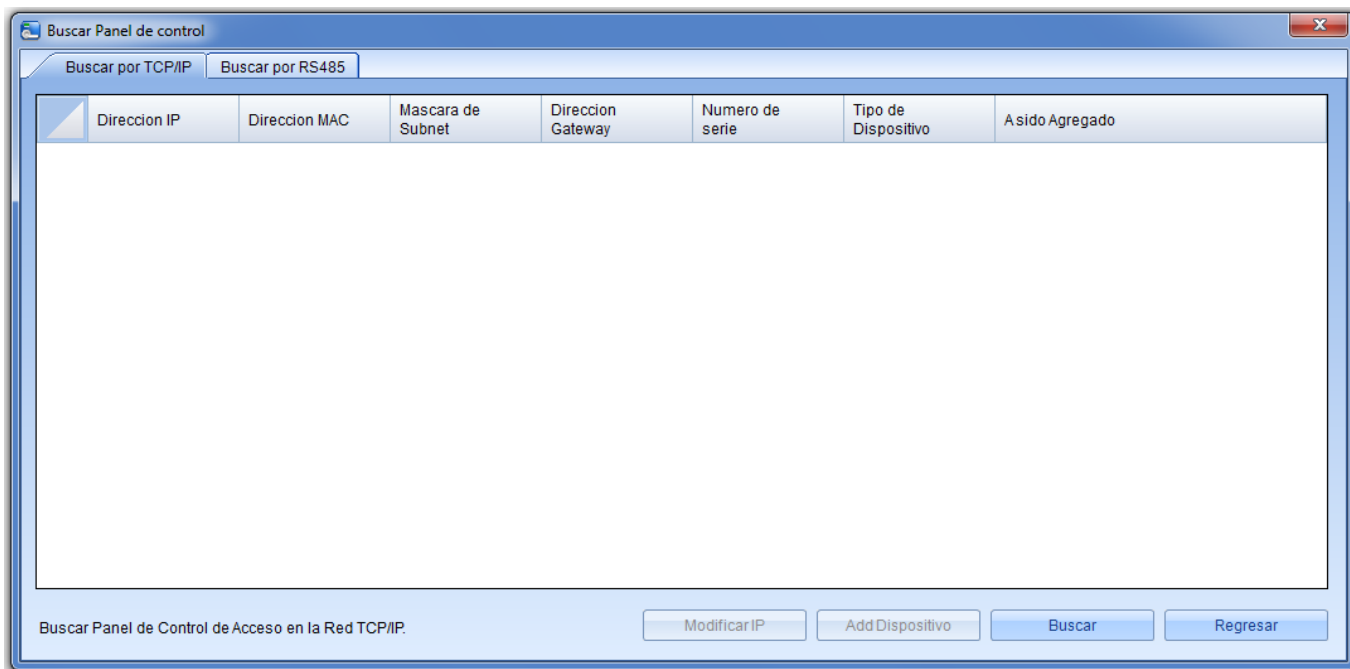 Buscar Panel de control
Buscar por TCP/IP
Buscar por RS485
Direccion IP
Direccion MAC
Mascara de
Subnet
Direccion
Gateway
Numero de
serie
Tipo de
Dispositivo
A sido Agregado
Buscar Panel de Control de Acceso en la Red TCP/IP.
Modificar IP
Add Dispositivo
Buscar
Regresar